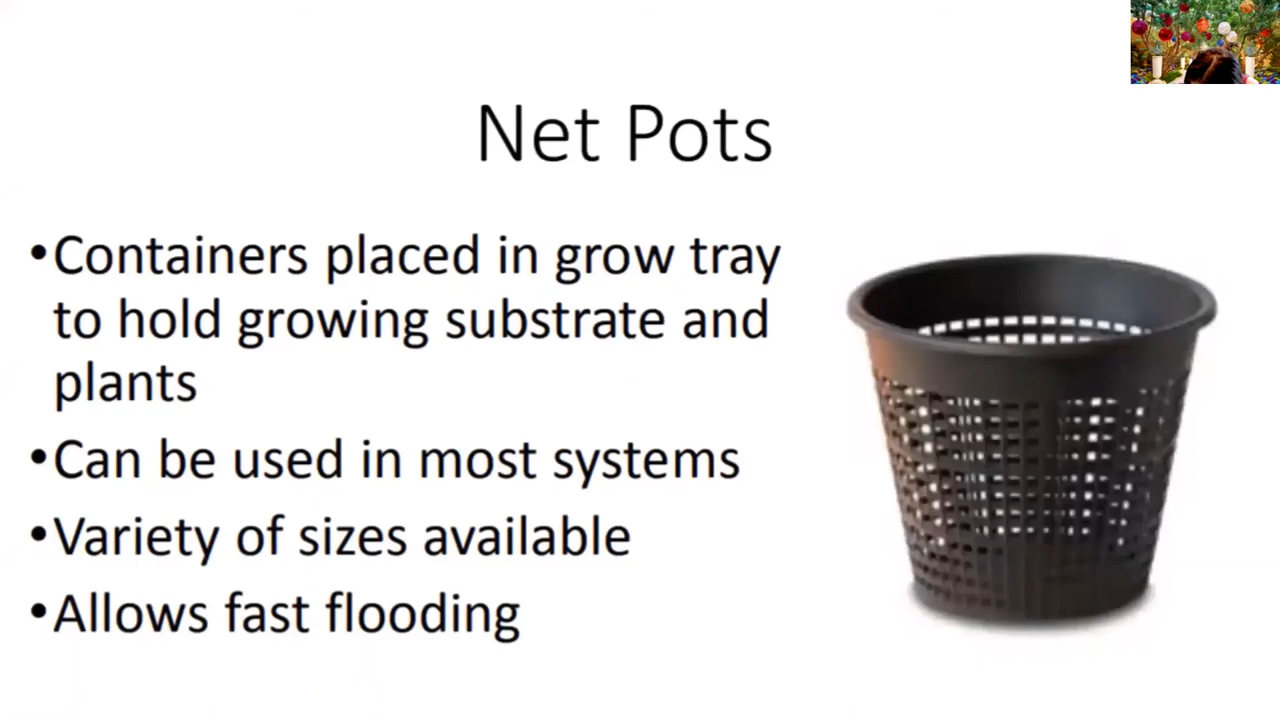 Net Pots
•Containers placed in grow tray
to hold growing substrate and
plants
•Can be used in most systems
•Variety of sizes available
•Allows fast flooding